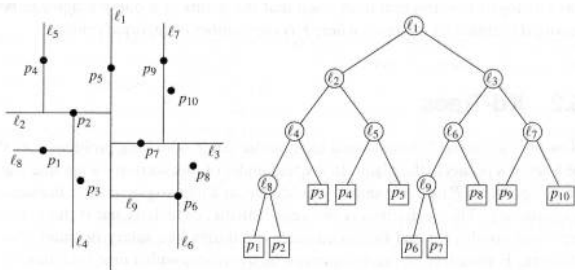 ℓ₁
ℓ₅
ℓ₇
p₄
p₅
p₉
p₁₀
ℓ₂
p₂
ℓ₈
p₁
p₇
ℓ₃
p₃
p₈
ℓ₉
p₆
ℓ₄
ℓ₆
ℓ₁
ℓ₂ ℓ₃
ℓ₄ ℓ₅ ℓ₆ ℓ₇
ℓ₈ p₃ p₄ p₅ ℓ₉ p₈ p₉ p₁₀
p₁ p₂ p₆ p₇